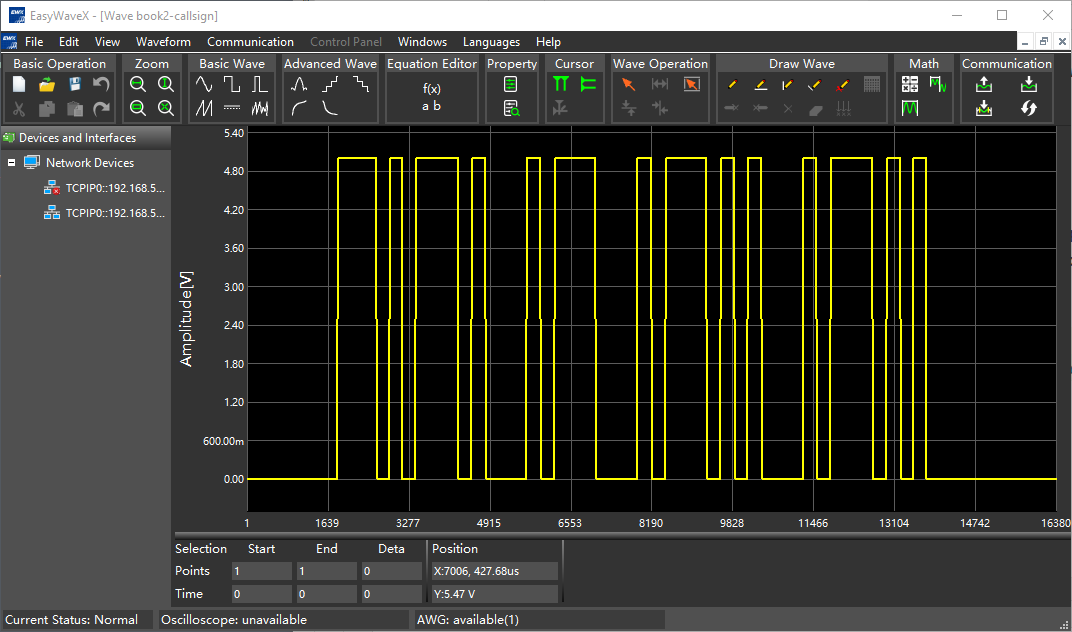 EasyWaveX - [Wave book2-callsign]
EWX File Edit View Waveform Communication Control Panel Windows Languages Help
Basic Operation Zoom Basic Wave Advanced Wave Equation Editor Property Cursor Wave Operation Draw Wave Math Communication
f(x)
a b
Devices and Interfaces
Network Devices
TCPIP0::192.168.5...
TCPIP0::192.168.5...
Amplitude[V]
5.40
4.80
4.20
3.60
3.00
2.40
1.80
1.20
600.00m
0.00
1 1639 3277 4915 6553 8190 9828 11466 13104 14742 16380
Selection Start End Deta Position
Points 1 1 0 X:7006, 427.68us
Time 0 0 0 Y:5.47 V
Current Status: Normal Oscilloscope: unavailable AWG: available(1)